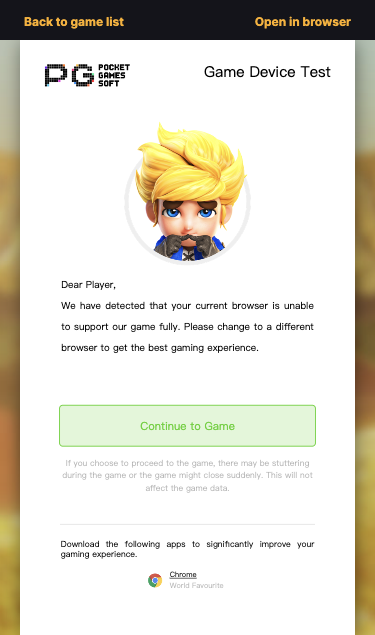 Back to game list
Open in browser
PG POCKET GAMES SOFT
Game Device Test
Dear Player,
We have detected that your current browser is unable
to support our game fully. Please change to a different
browser to get the best gaming experience.
Continue to Game
If you choose to proceed to the game, there may be stuttering
during the game or the game might close suddenly. This will not
affect the game data.
Download the following apps to significantly improve your
gaming experience.
Chrome
World Favourite